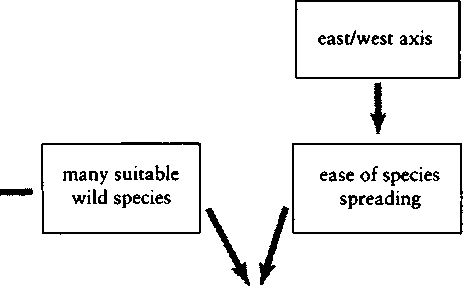 east/west axis
many suitable
wild species
ease of species
spreading